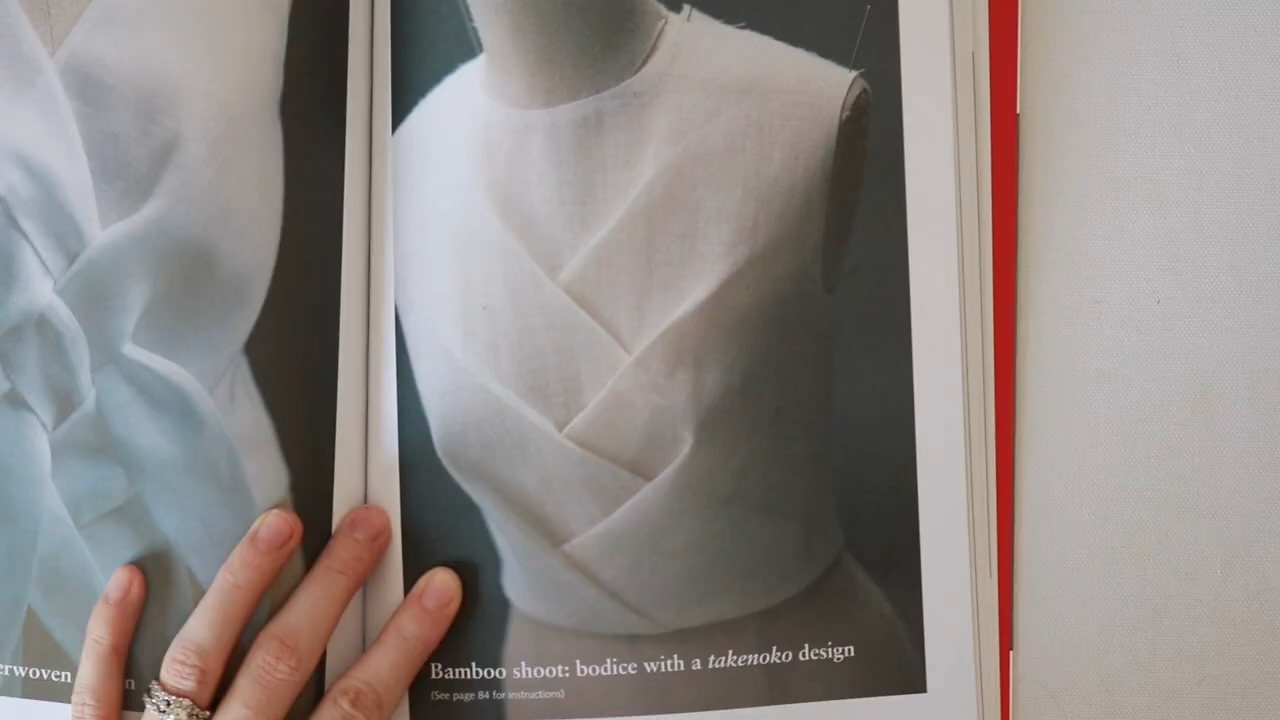 Bamboo shoot: bodice with a takenoko design
(See page 84 for instructions)